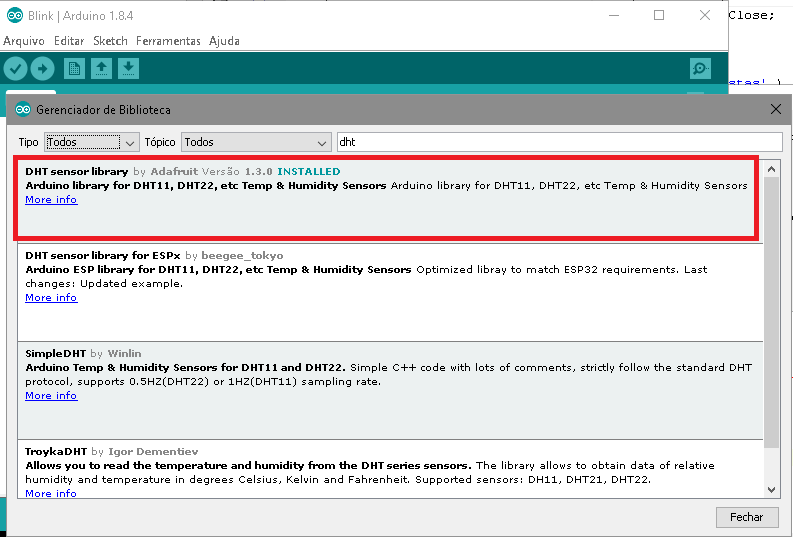 Blink | Arduino 1.8.4
Close;
Arquivo Editar Sketch Ferramentas Ajuda
Gerenciador de Biblioteca
Tipo Todos Tópico Todos dht
DHT sensor library by Adafruit Versão 1.3.0 INSTALLED
Arduino library for DHT11, DHT22, etc Temp & Humidity Sensors Arduino library for DHT11, DHT22, etc Temp & Humidity Sensors
More info
DHT sensor library for ESPx by beegee_tokyo
Arduino ESP library for DHT11, DHT22, etc Temp & Humidity Sensors Optimized libray to match ESP32 requirements. Last
changes: Updated example.
More info
SimpleDHT by Winlin
Arduino Temp & Humidity Sensors for DHT11 and DHT22. Simple C++ code with lots of comments, strictly follow the standard DHT
protocol, supports 0.5HZ(DHT22) or 1HZ(DHT11) sampling rate.
More info
TroykaDHT by Igor Dementiev
Allows you to read the temperature and humidity from the DHT series sensors. The library allows to obtain data of relative
humidity and temperature in degrees Celsius, Kelvin and Fahrenheit. Supported sensors: DH11, DHT21, DHT22.
More info
Fechar